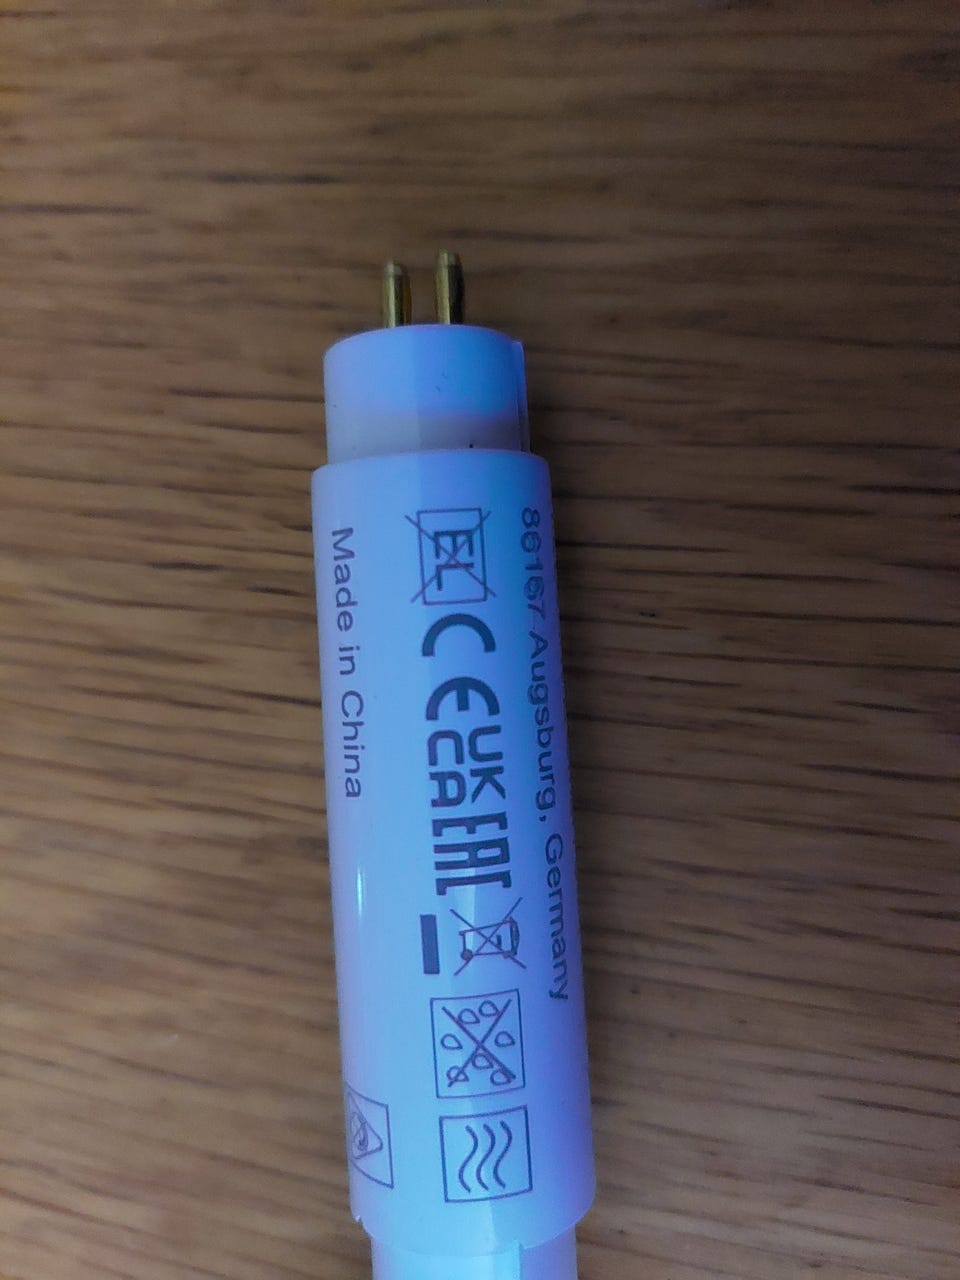 86167 Augsburg, Germany
EL CE UK CA EAC
Made in China